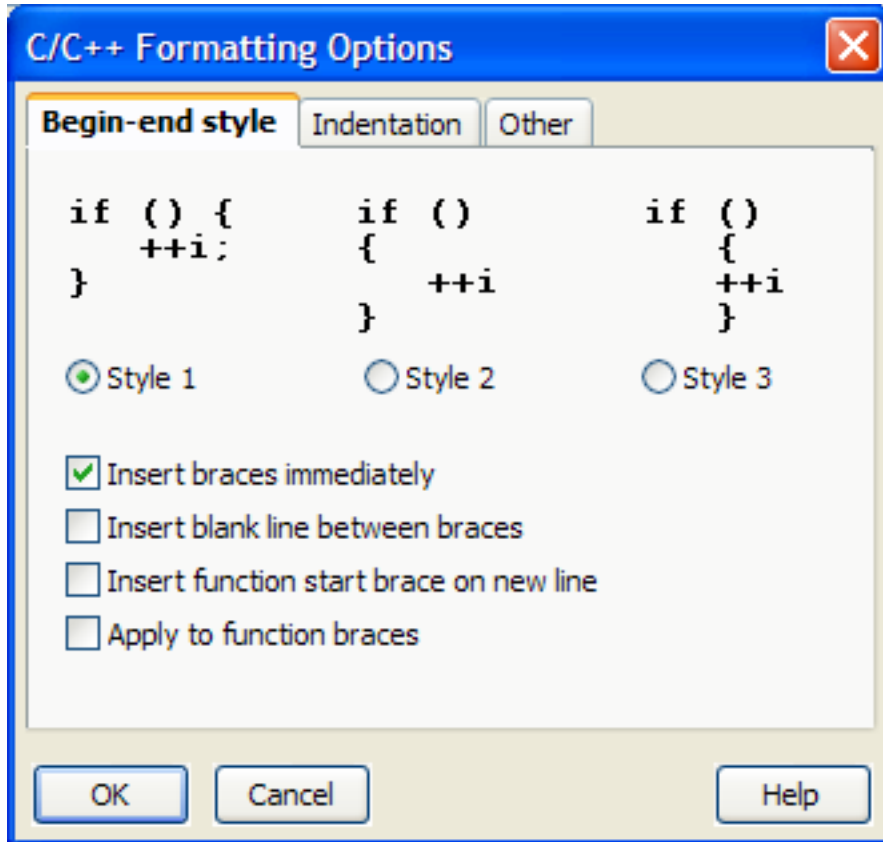 C/C++ Formatting Options
Begin-end style Indentation Other
if () { if () if ()
++i; { {
} ++i ++i
} }
Style 1 Style 2 Style 3
Insert braces immediately
Insert blank line between braces
Insert function start brace on new line
Apply to function braces
OK Cancel Help